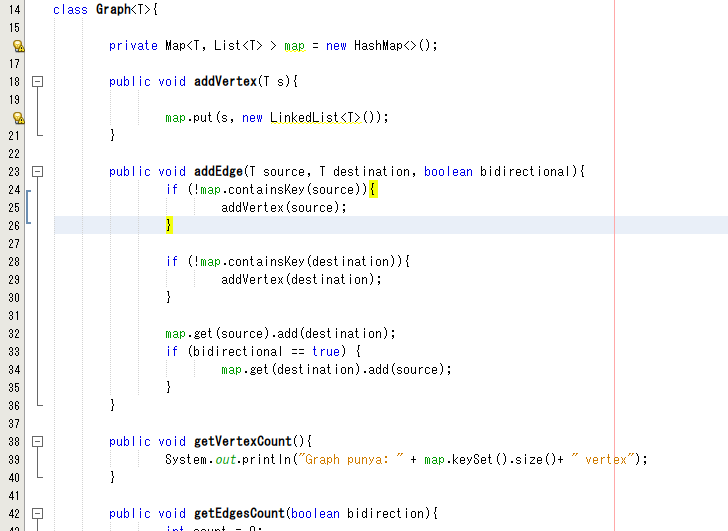 14 class Graph<T>{
15
private Map<T, List<T> > map = new HashMap<>();
17
18 public void addVertex(T s){
19
map.put(s, new LinkedList<T>());
21 }
22
23 public void addEdge(T source, T destination, boolean bidirectional){
24 if (!map.containsKey(source)){
25 addVertex(source);
26 }
27
28 if (!map.containsKey(destination)){
29 addVertex(destination);
30 }
31
32 map.get(source).add(destination);
33 if (bidirectional == true) {
34 map.get(destination).add(source);
35 }
36 }
37
38 public void getVertexCount(){
39 System.out.println("Graph punya: " + map.keySet().size()+ " vertex");
40 }
41
42 public void getEdgesCount(boolean bidirection){
int count = 0;